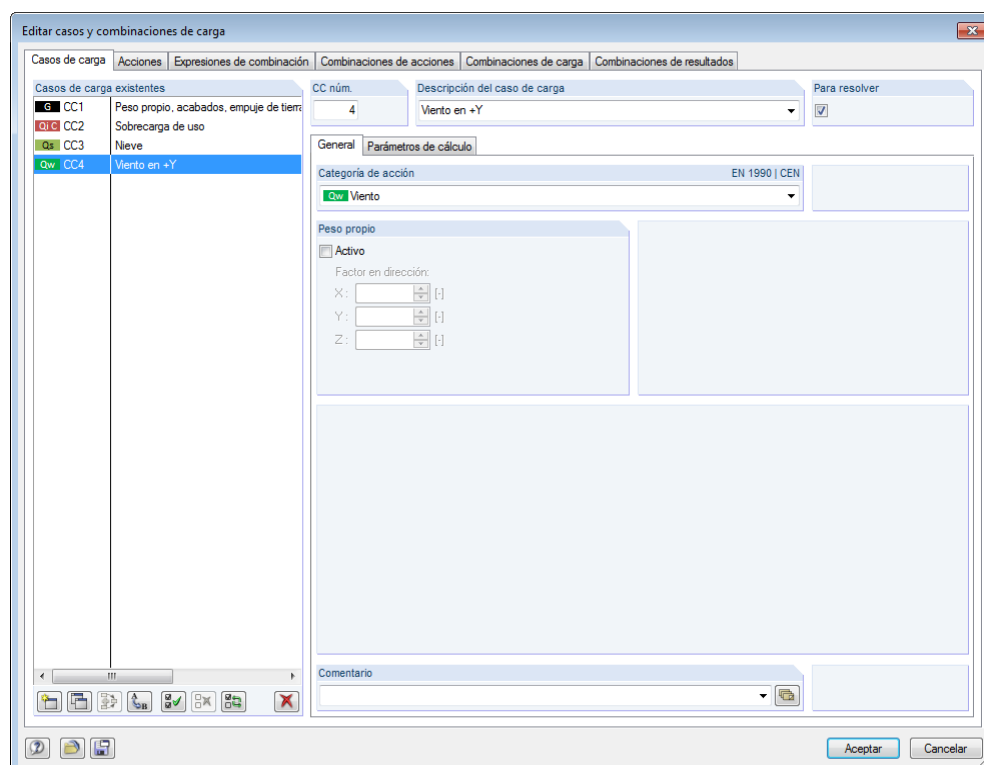 Editar casos y combinaciones de carga
Casos de carga Acciones Expresiones de combinación Combinaciones de acciones Combinaciones de carga Combinaciones de resultados
Casos de carga existentes
G CC1 Peso propio, acabados, empuje de tierra
Qi C CC2 Sobrecarga de uso
Qs CC3 Nieve
Qw CC4 Viento en +Y
CC núm.
4
Descripción del caso de carga
Viento en +Y
Para resolver
General Parámetros de cálculo
Categoría de acción EN 1990 | CEN
Qw Viento
Peso propio
Activo
Factor en dirección:
X: [-]
Y: [-]
Z: [-]
Comentario
Aceptar Cancelar